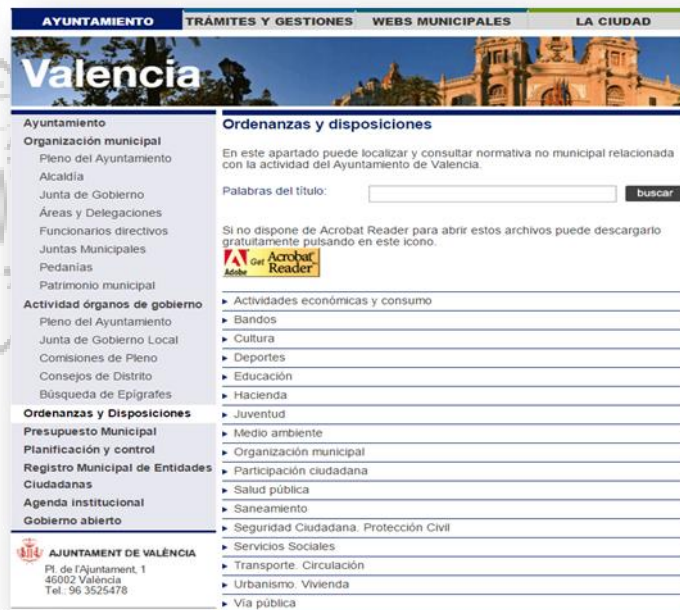 AYUNTAMIENTO
TRÁMITES Y GESTIONES
WEBS MUNICIPALES
LA CIUDAD
Valencia
Ayuntamiento
Organización municipal
Pleno del Ayuntamiento
Alcaldía
Junta de Gobierno
Áreas y Delegaciones
Funcionarios directivos
Juntas Municipales
Pedanías
Patrimonio municipal
Actividad órganos de gobierno
Pleno del Ayuntamiento
Junta de Gobierno Local
Comisiones de Pleno
Consejos de Distrito
Búsqueda de Epígrafes
Ordenanzas y Disposiciones
Presupuesto Municipal
Planificación y control
Registro Municipal de Entidades
Ciudadanas
Agenda institucional
Gobierno abierto
AJUNTAMENT DE VALÈNCIA
Pl. de l'Ajuntament, 1
46002 València
Tel.: 96 3525478
Ordenanzas y disposiciones
En este apartado puede localizar y consultar normativa no municipal relacionada
con la actividad del Ayuntamiento de Valencia.
Palabras del título:
buscar
Si no dispone de Acrobat Reader para abrir estos archivos puede descargarlo
gratuitamente pulsando en este icono.
Adobe
Get Acrobat
Reader
Actividades económicas y consumo
Bandos
Cultura
Deportes
Educación
Hacienda
Juventud
Medio ambiente
Organización municipal
Participación ciudadana
Salud pública
Saneamiento
Seguridad Ciudadana. Protección Civil
Servicios Sociales
Transporte. Circulación
Urbanismo. Vivienda
Vía pública